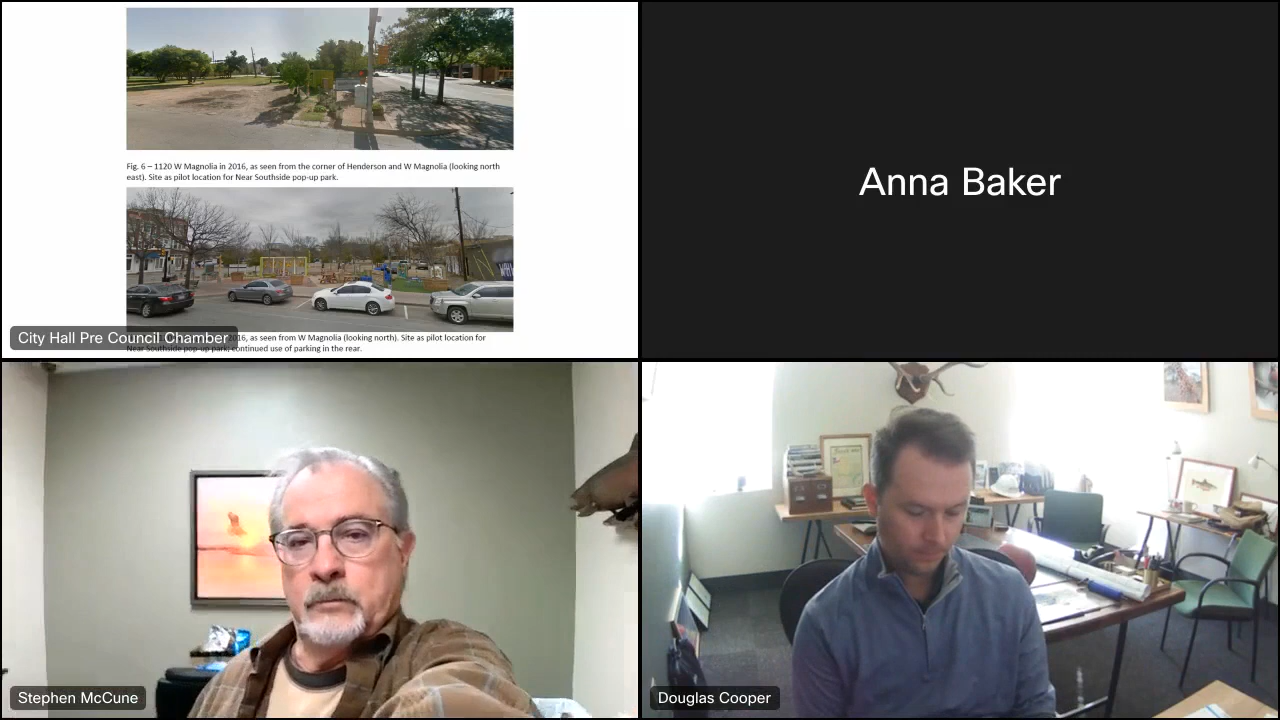 Fig. 6 – 1120 W Magnolia in 2016, as seen from the corner of Henderson and W Magnolia (looking north
east). Site as pilot location for Near Southside pop-up park.
City Hall Pre Council Chamber
2016, as seen from W Magnolia (looking north). Site as pilot location for
Near Southside pop-up park; continued use of parking in the rear.
Anna Baker
Stephen McCune
Douglas Cooper